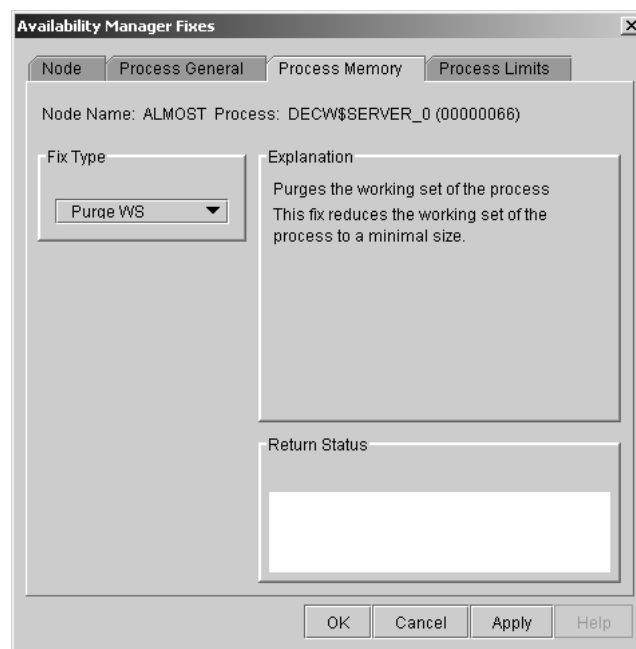 Availability Manager Fixes
Node
Process General
Process Memory
Process Limits
Node Name: ALMOST Process: DECW$SERVER_0 (00000066)
Fix Type
Purge WS
Explanation
Purges the working set of the process
This fix reduces the working set of the
process to a minimal size.
Return Status
OK
Cancel
Apply
Help